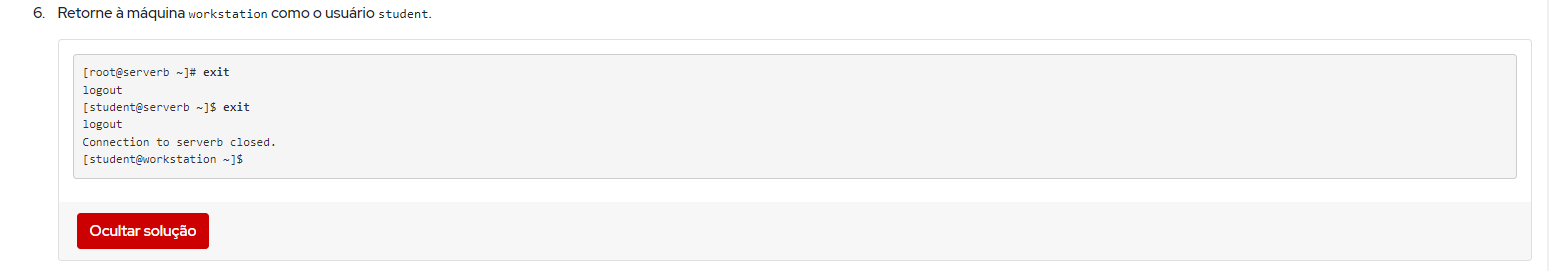 6. Retorne à máquina workstation como o usuário student.
[root@serverb ~]# exit
logout
[student@serverb ~]$ exit
logout
Connection to serverb closed.
[student@workstation ~]$
Ocultar solução